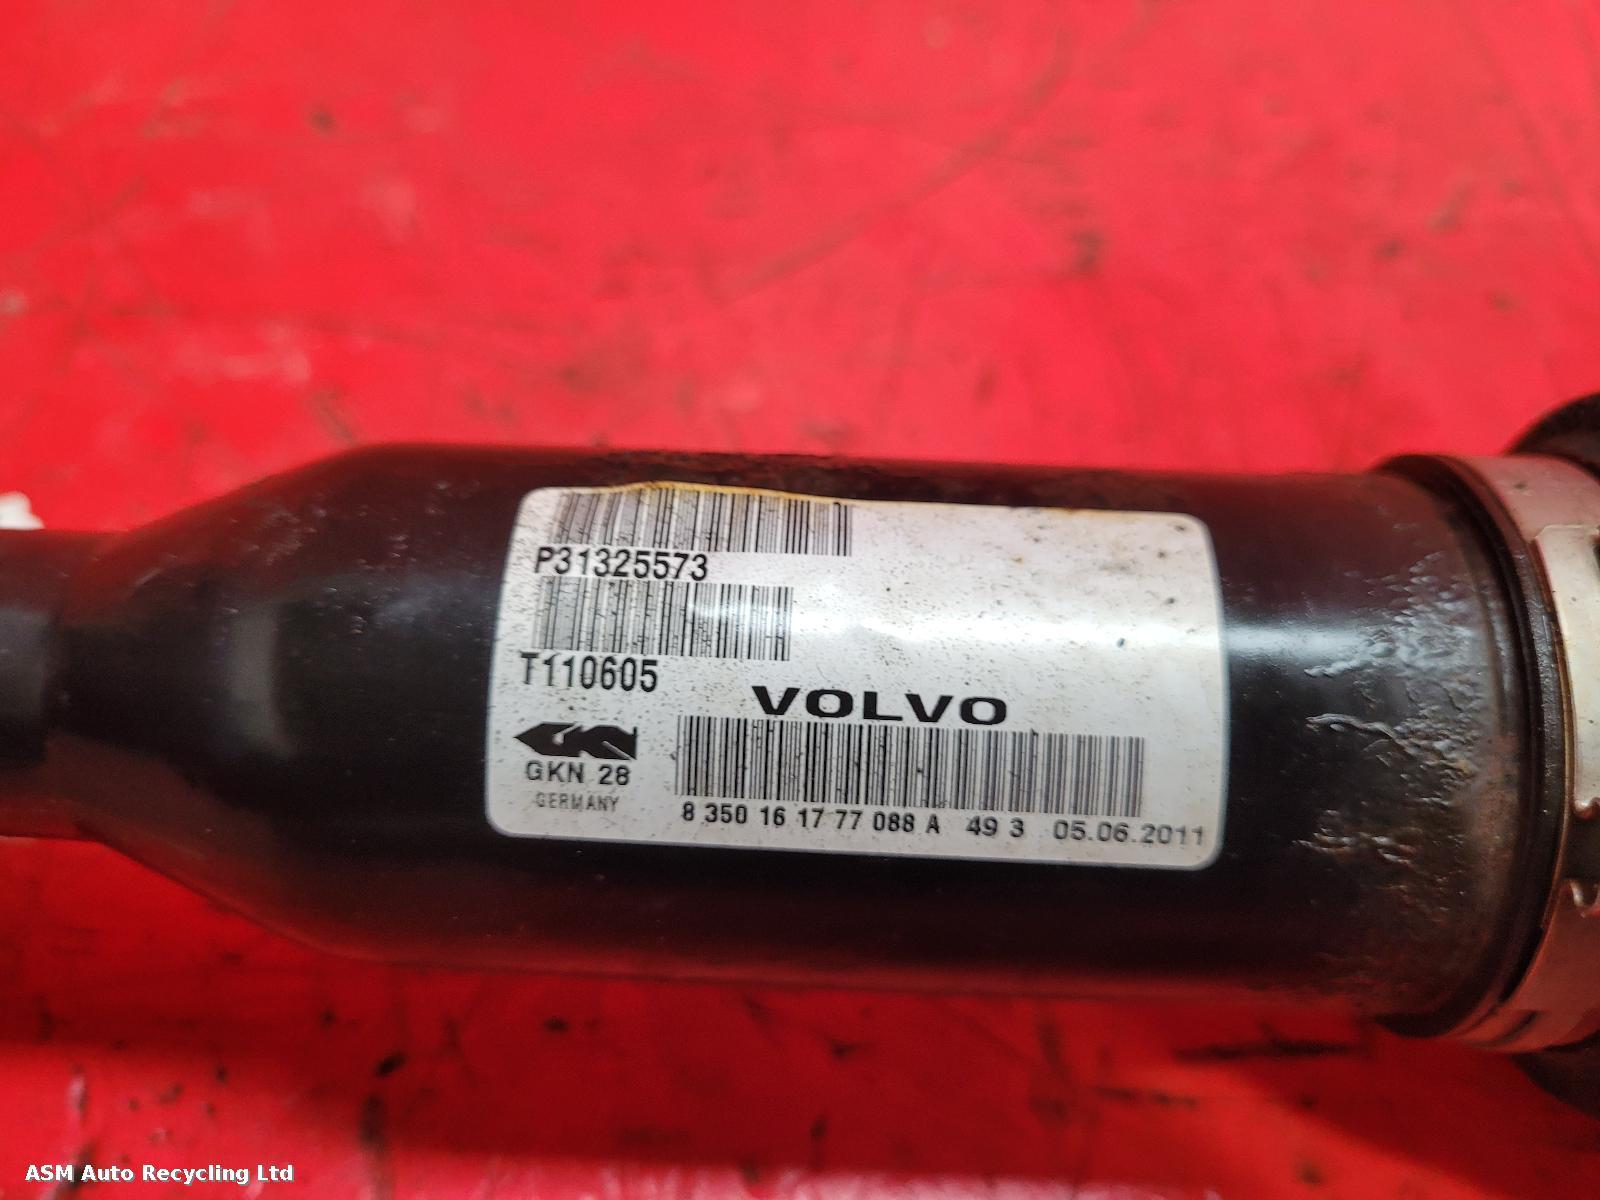 P31325573
T110605
VOLVO
GKN
GKN 28
GERMANY
8 350 16 17 77 088 A 49 3 05.06.2011
ASM Auto Recycling Ltd